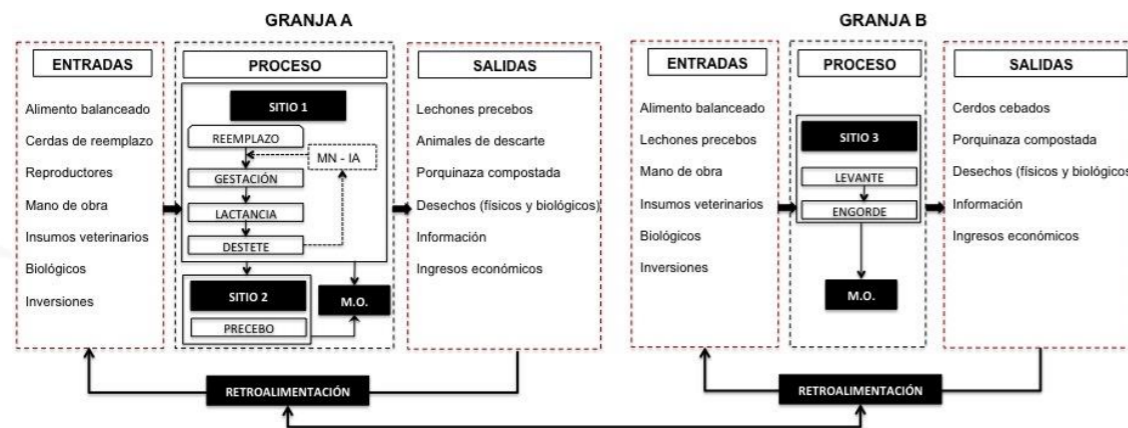 GRANJA A
ENTRADAS
Alimento balanceado
Cerdas de reemplazo
Reproductores
Mano de obra
Insumos veterinarios
Biológicos
Inversiones
PROCESO
SITIO 1
REEMPLAZO
MN - IA
GESTACIÓN
LACTANCIA
DESTETE
SITIO 2
PRECEBO
M.O.
SALIDAS
Lechones precebos
Animales de descarte
Porquinaza compostada
Desechos (físicos y biológicos)
Información
Ingresos económicos
RETROALIMENTACIÓN
GRANJA B
ENTRADAS
Alimento balanceado
Lechones precebos
Mano de obra
Insumos veterinarios
Biológicos
Inversiones
PROCESO
SITIO 3
LEVANTE
ENGORDE
M.O.
SALIDAS
Cerdos cebados
Porquinaza compostada
Desechos (físicos y biológicos
Información
Ingresos económicos
RETROALIMENTACIÓN